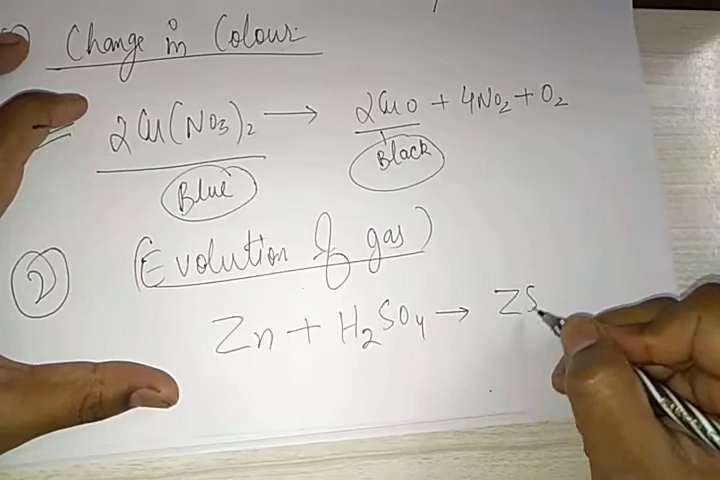 Change in Colour
2Cu(NO3)2 → 2CuO + 4NO2 + O2
Blue Black
2 (Evolution of gas)
Zn + H2SO4 → ZS